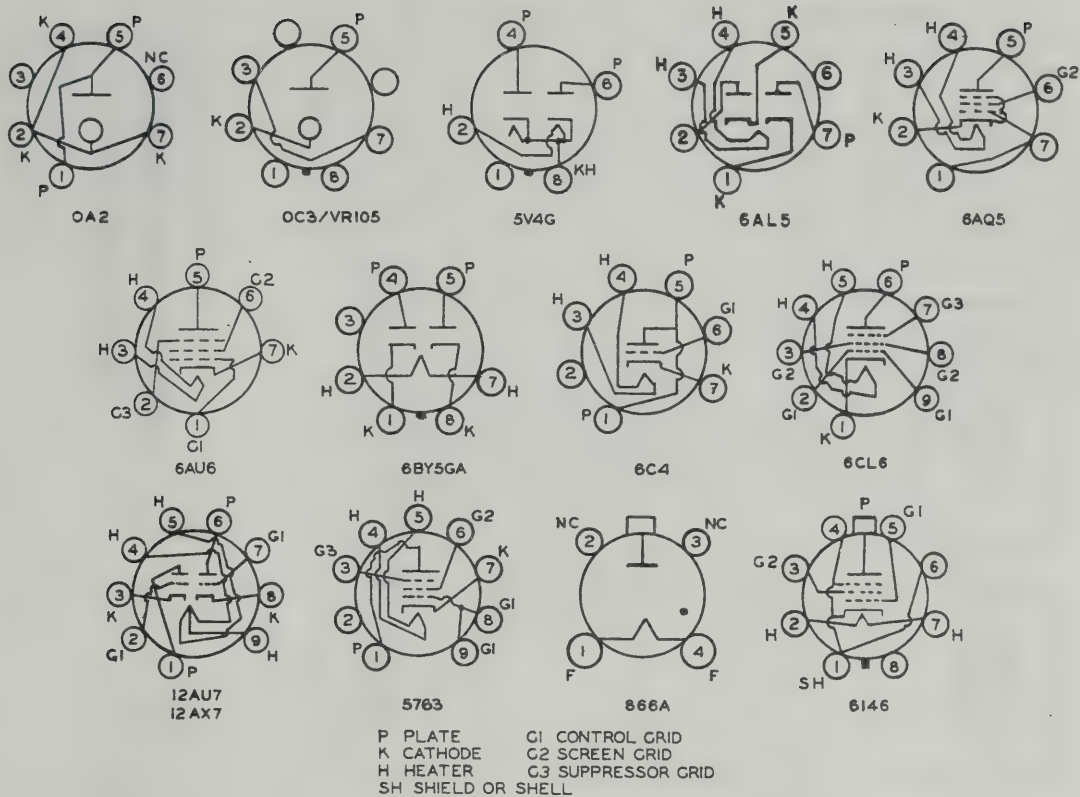 K P
4 5
NC
3 6
2 7
K K
1
P
0A2
P
5
3
K 2 7
1 8
0C3/VR105
P
4
P
6
H
2
1 8 KH
5V4G
H K
4 5
H
3 6
2 7 P
1
K
6AL5
H
4 5 P
H
3 6 G2
K 2 7
1
6AQ5
P
H 5 G2
4 6
H 3 7 K
2
G3 1
G1
6AU6
P 4 5 P
3 6
2 7
H H
1 8
K K
6BY5GA
H P
4 5
H
3 6 G1
2 7 K
P 1
6C4
H P
5 6
H
4 7 G3
3 8
G2 G2
2 9
G1 G1
1
K
6CL6
H P
5 6
H G1
4 7
3 8
K K
2 9
G1 H
1 P
12AU7
12AX7
H
H 5 G2
4 6
G3 3 7 K
2 8
G1
P 1 9 G1
5763
NC NC
2 3
1 4
F F
866A
P G1
4 5
G2 3 6
H 2 7 H
1 8
SH
6146
P PLATE G1 CONTROL GRID
K CATHODE G2 SCREEN GRID
H HEATER G3 SUPPRESSOR GRID
SH SHIELD OR SHELL